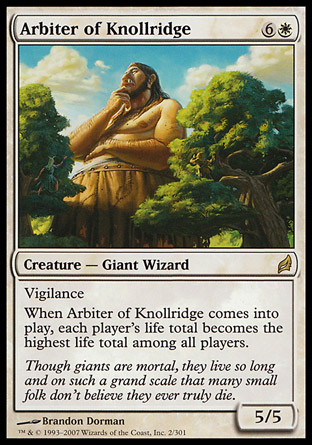 Arbiter of Knollridge 6
Creature — Giant Wizard
Vigilance
When Arbiter of Knollridge comes into
play, each player's life total becomes the
highest life total among all players.
Though giants are mortal, they live so long
and on such a grand scale that many small
folk don't believe they ever truly die.
5/5
Brandon Dorman
™ & © 1993–2007 Wizards of the Coast, Inc. 2/301